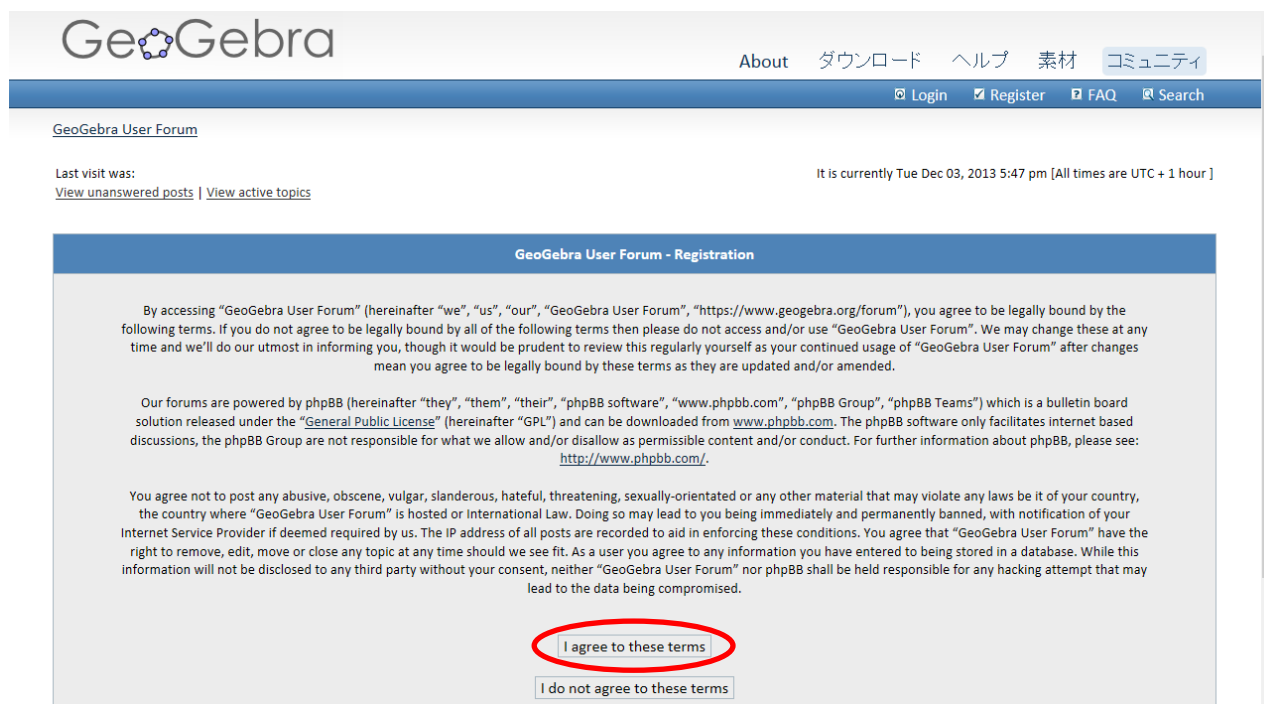 GeoGebra
About ダウンロード ヘルプ 素材 コミュニティ
Login Register FAQ Search
GeoGebra User Forum
Last visit was:
It is currently Tue Dec 03, 2013 5:47 pm [All times are UTC + 1 hour ]
View unanswered posts | View active topics
GeoGebra User Forum - Registration
By accessing “GeoGebra User Forum” (hereinafter “we”, “us”, “our”, “GeoGebra User Forum”, “https://www.geogebra.org/forum”), you agree to be legally bound by the
following terms. If you do not agree to be legally bound by all of the following terms then please do not access and/or use “GeoGebra User Forum”. We may change these at any
time and we’ll do our utmost in informing you, though it would be prudent to review this regularly yourself as your continued usage of “GeoGebra User Forum” after changes
mean you agree to be legally bound by these terms as they are updated and/or amended.
Our forums are powered by phpBB (hereinafter “they”, “them”, “their”, “phpBB software”, “www.phpbb.com”, “phpBB Group”, “phpBB Teams”) which is a bulletin board
solution released under the “General Public License” (hereinafter “GPL”) and can be downloaded from www.phpbb.com. The phpBB software only facilitates internet based
discussions, the phpBB Group are not responsible for what we allow and/or disallow as permissible content and/or conduct. For further information about phpBB, please see:
http://www.phpbb.com/.
You agree not to post any abusive, obscene, vulgar, slanderous, hateful, threatening, sexually-orientated or any other material that may violate any laws be it of your country,
the country where “GeoGebra User Forum” is hosted or International Law. Doing so may lead to you being immediately and permanently banned, with notification of your
Internet Service Provider if deemed required by us. The IP address of all posts are recorded to aid in enforcing these conditions. You agree that “GeoGebra User Forum” have the
right to remove, edit, move or close any topic at any time should we see fit. As a user you agree to any information you have entered to being stored in a database. While this
information will not be disclosed to any third party without your consent, neither “GeoGebra User Forum” nor phpBB shall be held responsible for any hacking attempt that may
lead to the data being compromised.
I agree to these terms
I do not agree to these terms